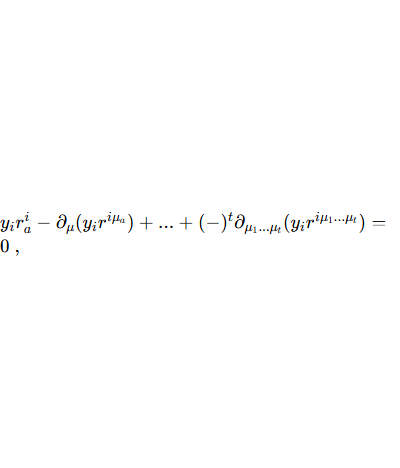 $y_i r^i_a - \partial_\mu (y_i r^{i\mu_a}) + ... + (-)^t \partial_{\mu_1...\mu_t} (y_i r^{i\mu_1...\mu_t}) =$
$0 \ ,$